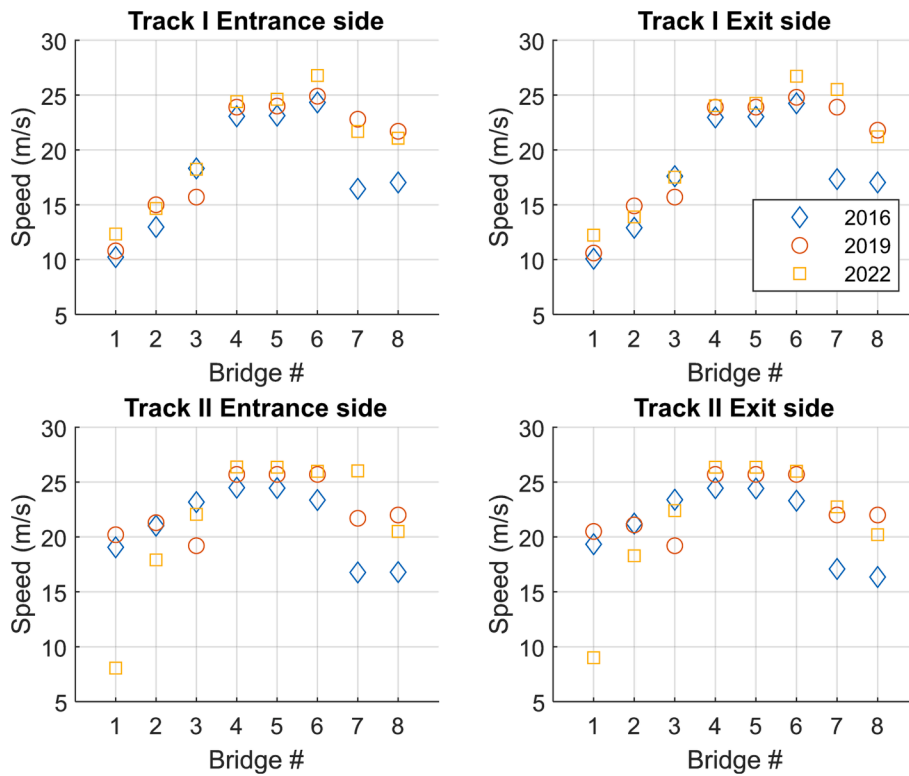 Track I Entrance side
30
25
20
15
10
5
Speed (m/s)
1 2 3 4 5 6 7 8
Bridge #
Track I Exit side
30
25
20
15
10
5
Speed (m/s)
2016
2019
2022
1 2 3 4 5 6 7 8
Bridge #
Track II Entrance side
30
25
20
15
10
5
Speed (m/s)
1 2 3 4 5 6 7 8
Bridge #
Track II Exit side
30
25
20
15
10
5
Speed (m/s)
1 2 3 4 5 6 7 8
Bridge #